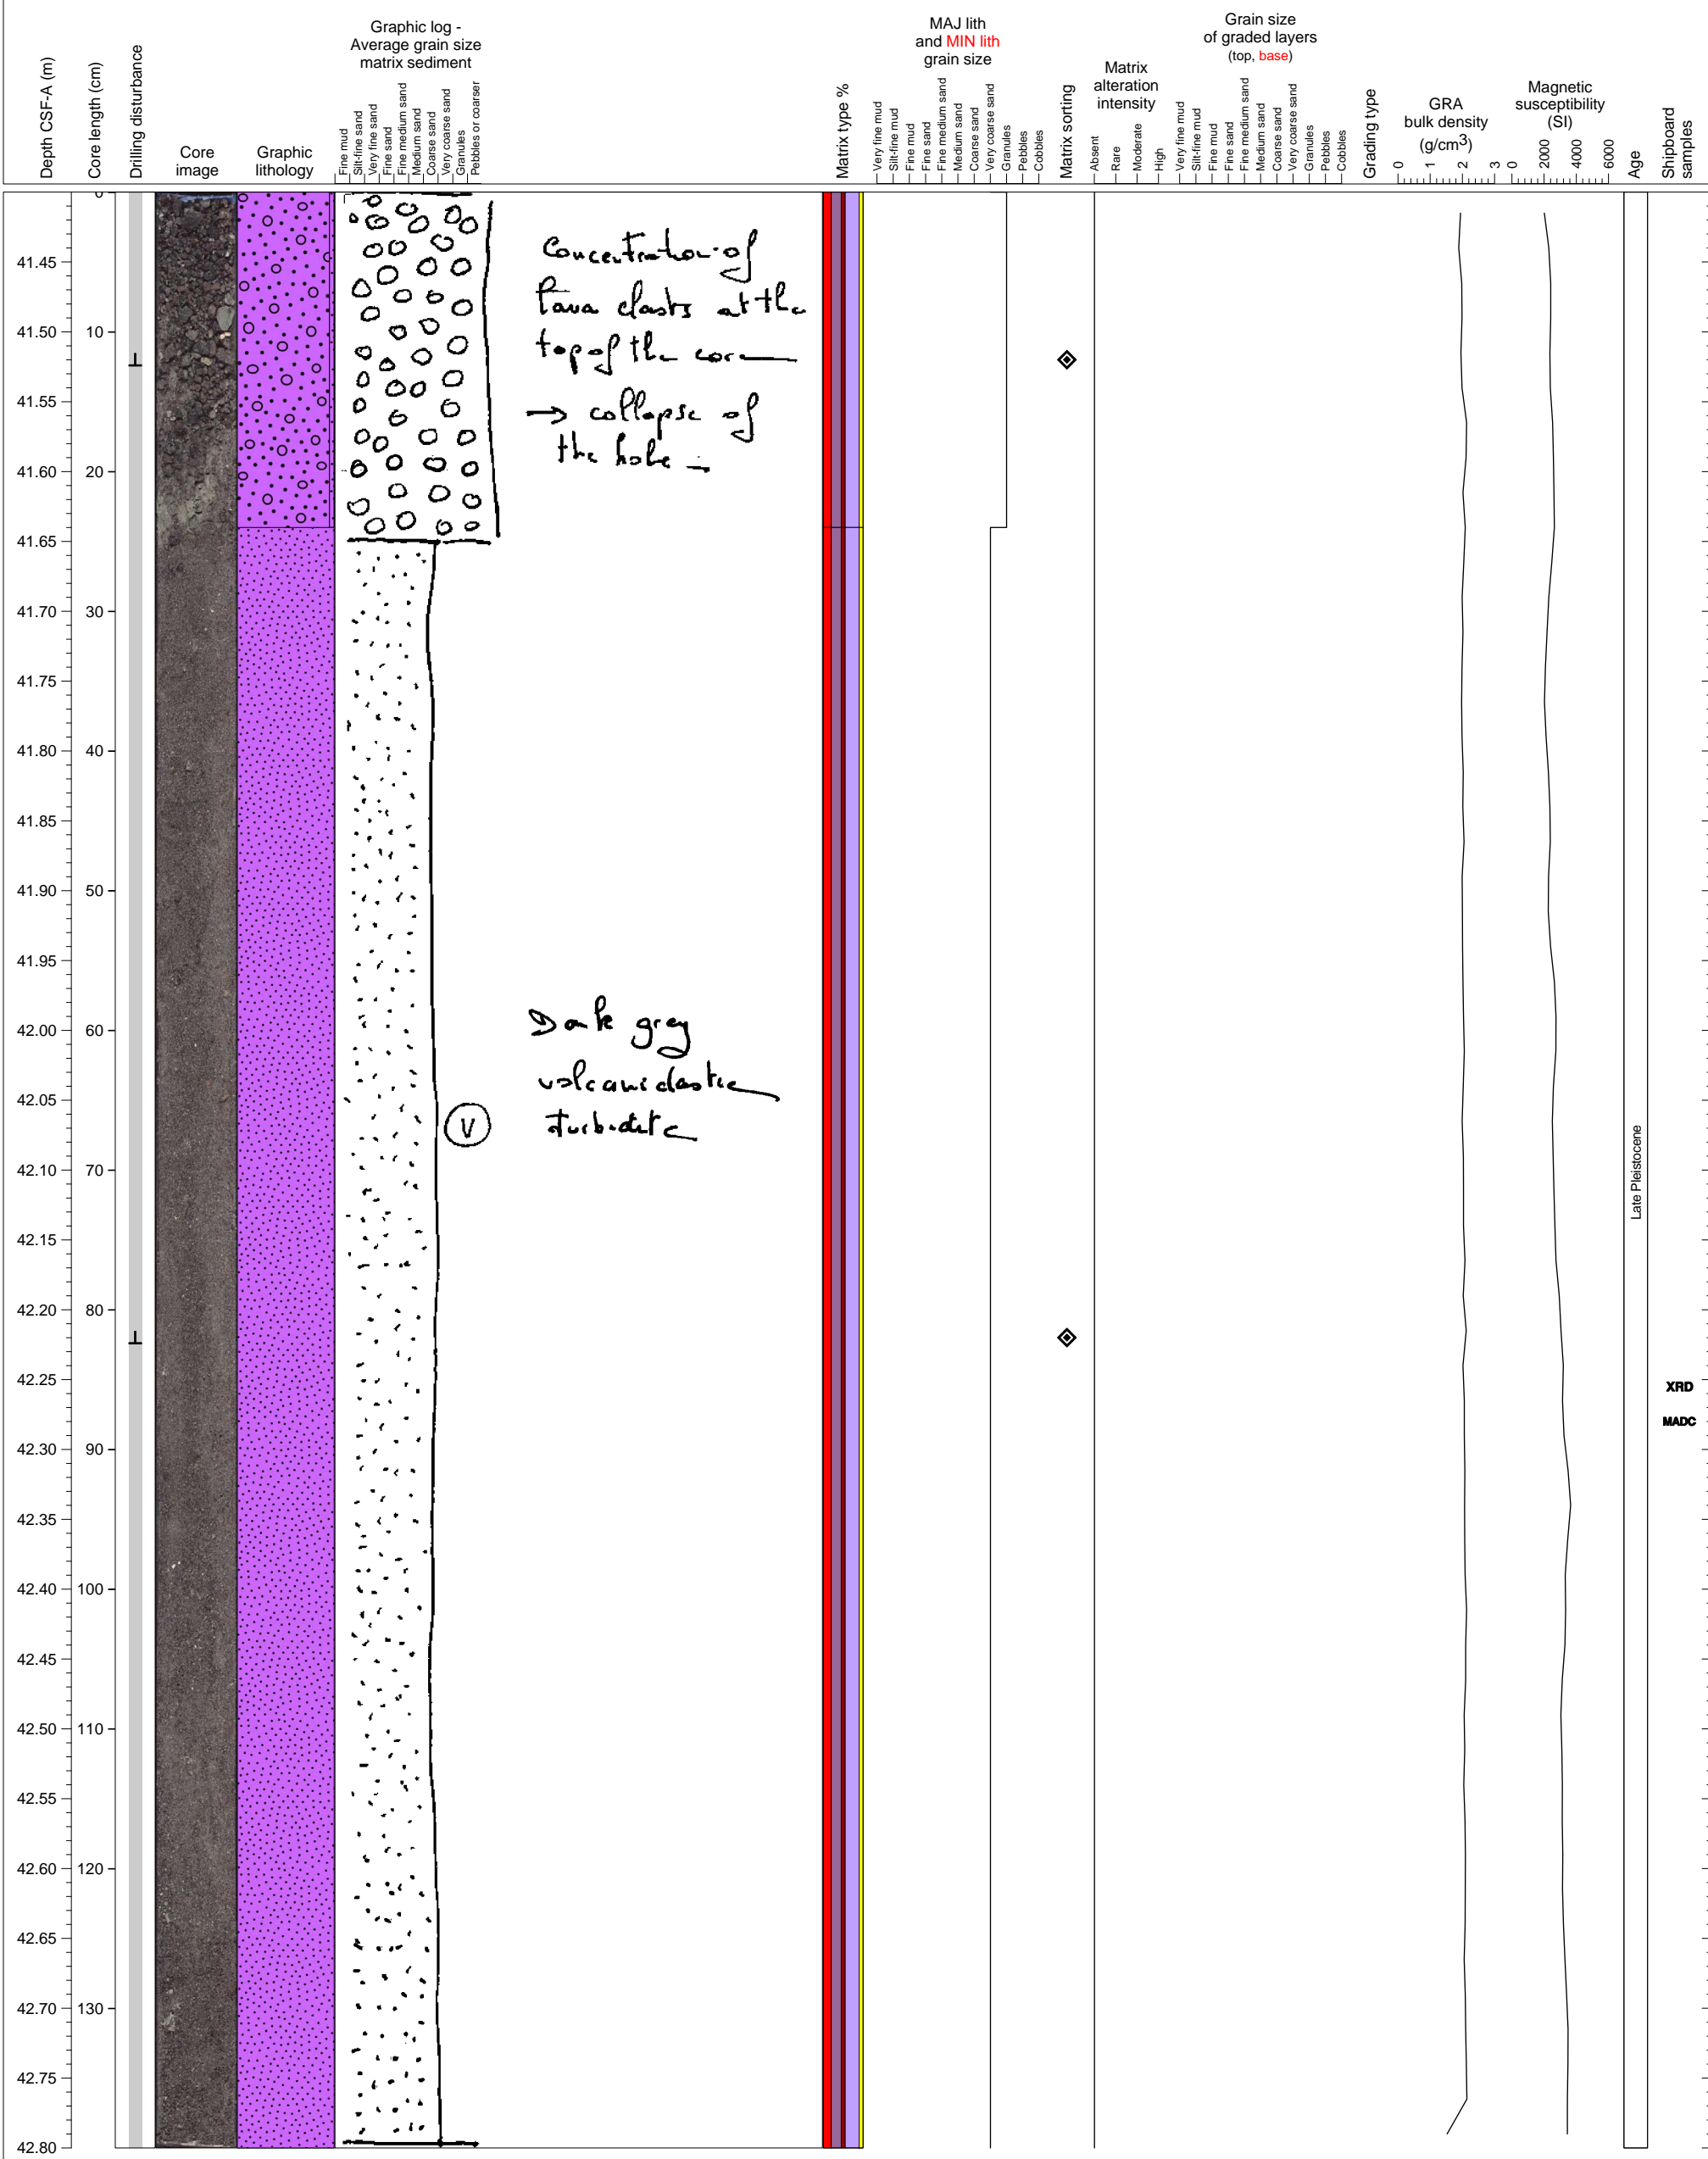 Depth CSF-A (m)
Core length (cm)
Drilling disturbance
Core
image
Graphic
lithology
Graphic log -
Average grain size
matrix sediment
Fine mud
Silt-fine sand
Very fine sand
Fine sand
Fine medium sand
Medium sand
Coarse sand
Very coarse sand
Granules
Pebbles or coarser
Matrix type %
MAJ lith
and MIN lith
grain size
Very fine mud
Silt-fine mud
Fine mud
Fine sand
Fine medium sand
Medium sand
Coarse sand
Very coarse sand
Granules
Pebbles
Cobbles
Matrix sorting
Matrix
alteration
intensity
Absent
Rare
Moderate
High
Grain size
of graded layers
(top, base)
Very fine mud
Silt-fine mud
Fine mud
Fine sand
Fine medium sand
Medium sand
Coarse sand
Very coarse sand
Granules
Pebbles
Cobbles
Grading type
GRA
bulk density
(g/cm3)
0
1
2
3
Magnetic
susceptibility
(SI)
0
2000
4000
6000
Age
Shipboard
samples
0
41.45
41.50
10
41.55
41.60
20
41.65
41.70
30
41.75
41.80
40
41.85
41.90
50
41.95
42.00
60
42.05
42.10
70
42.15
42.20
80
42.25
42.30
90
42.35
42.40
100
42.45
42.50
110
42.55
42.60
120
42.65
42.70
130
42.75
42.80
Concentration of
lava clasts at the
top of the core
→ collapse of
the hole
Dark grey
volcaniclastic
turbidite
V
Late Pleistocene
XRD
MADC